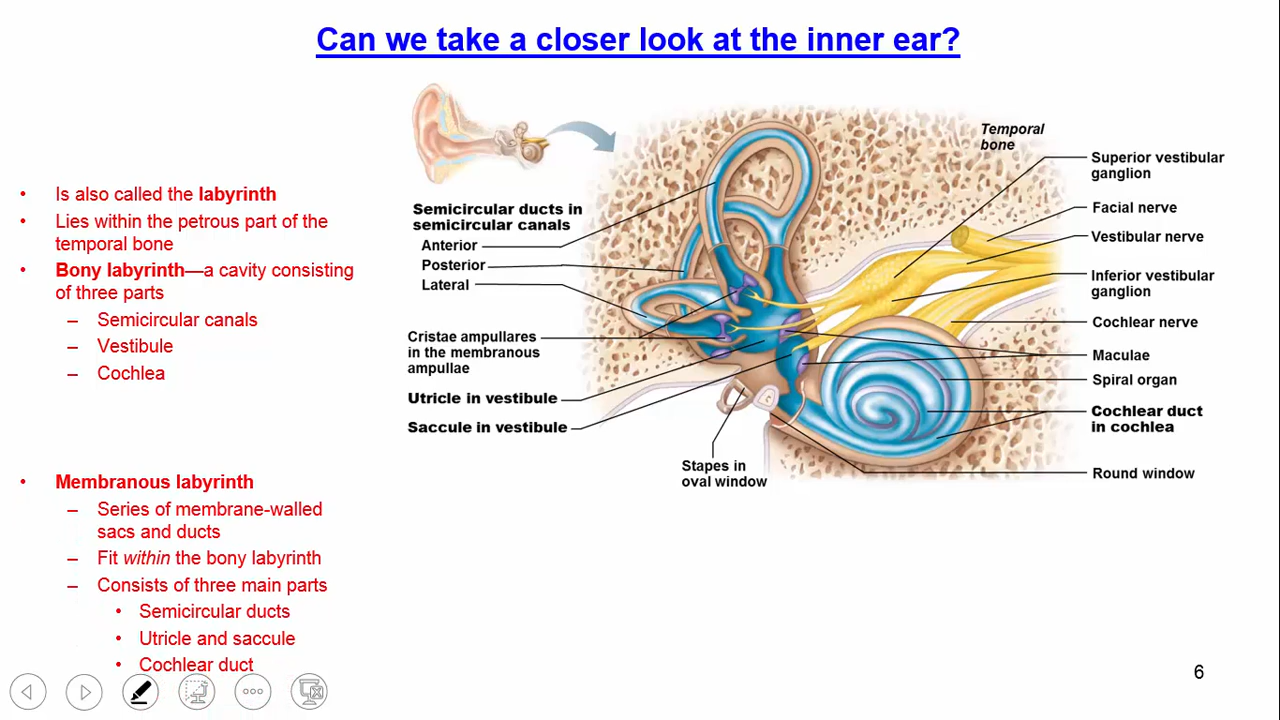 Can we take a closer look at the inner ear?
• Is also called the labyrinth
• Lies within the petrous part of the
temporal bone
• Bony labyrinth—a cavity consisting
of three parts
– Semicircular canals
– Vestibule
– Cochlea
• Membranous labyrinth
– Series of membrane-walled
sacs and ducts
– Fit within the bony labyrinth
– Consists of three main parts
• Semicircular ducts
• Utricle and saccule
• Cochlear duct
Semicircular ducts in
semicircular canals
Anterior
Posterior
Lateral
Cristae ampullares
in the membranous
ampullae
Utricle in vestibule
Saccule in vestibule
Stapes in
oval window
Temporal
bone
Superior vestibular
ganglion
Facial nerve
Vestibular nerve
Inferior vestibular
ganglion
Cochlear nerve
Maculae
Spiral organ
Cochlear duct
in cochlea
Round window
6